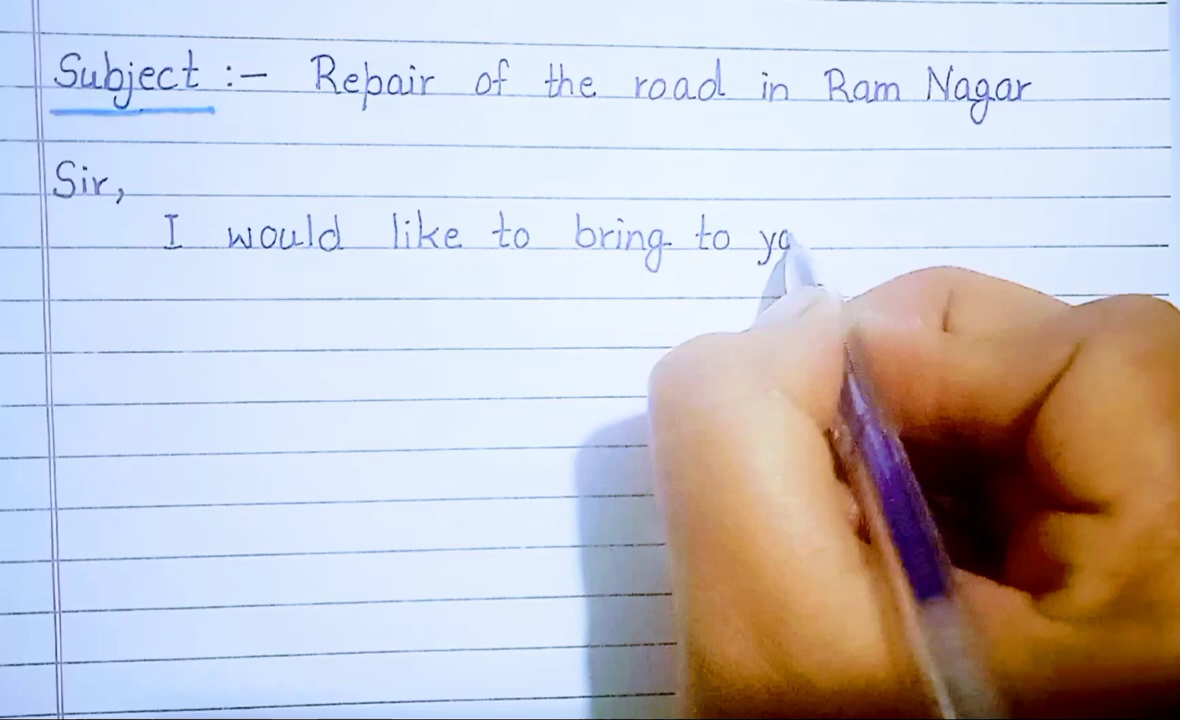 Subject :- Repair of the road in Ram Nagar
Sir,
I would like to bring to yo